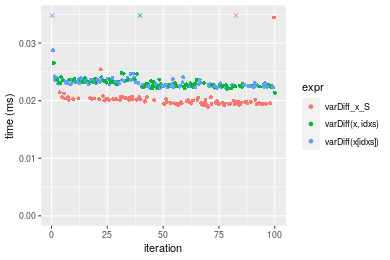 0.03
0.02
0.01
0.00
time (ms)
0
25
50
75
100
iteration
expr
varDiff_x_S
varDiff(x, idxs)
varDiff(x[idxs])